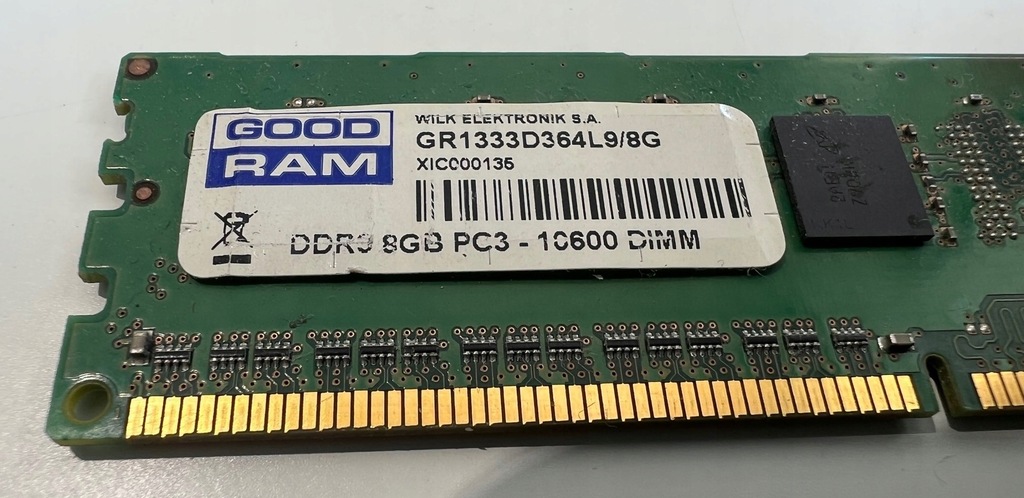 GOOD
RAM
WILK ELEKTRONIK S.A.
GR1333D364L9/8G
XIC000135
DDR3 8GB PC3 - 10600 DIMM